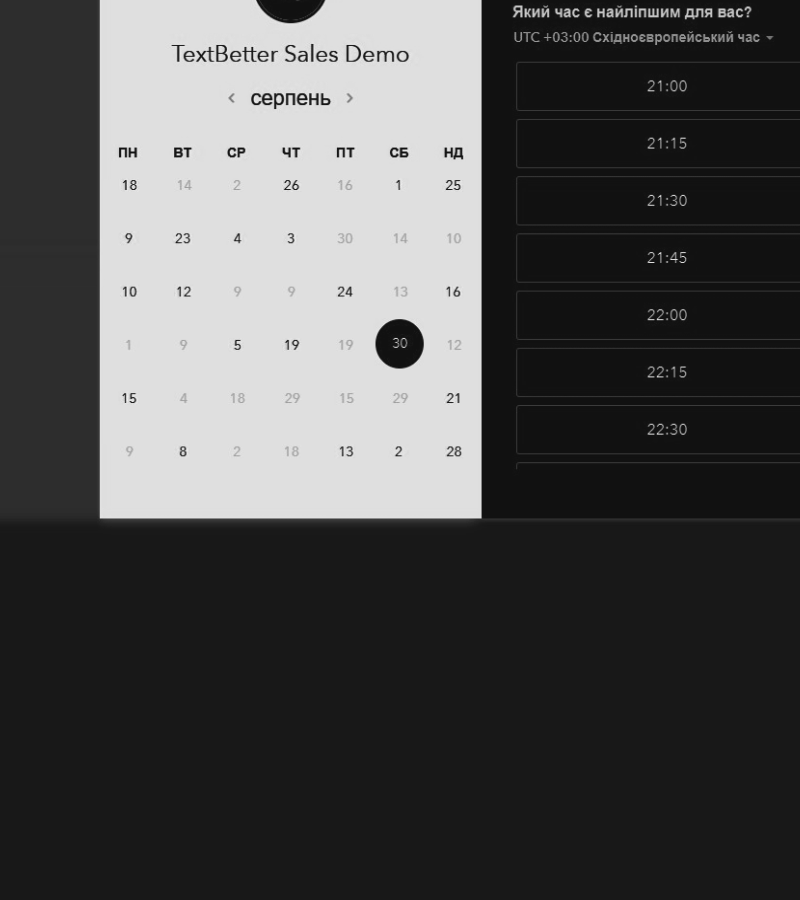 TextBetter Sales Demo
серпень
ПН ВТ СР ЧТ ПТ СБ НД
18 14 2 26 16 1 25
9 23 4 3 30 14 10
10 12 9 9 24 13 16
1 9 5 19 19 30 12
15 4 18 29 15 29 21
9 8 2 18 13 2 28
Який час є найліпшим для вас?
UTC +03:00 Східноєвропейський час
21:00
21:15
21:30
21:45
22:00
22:15
22:30